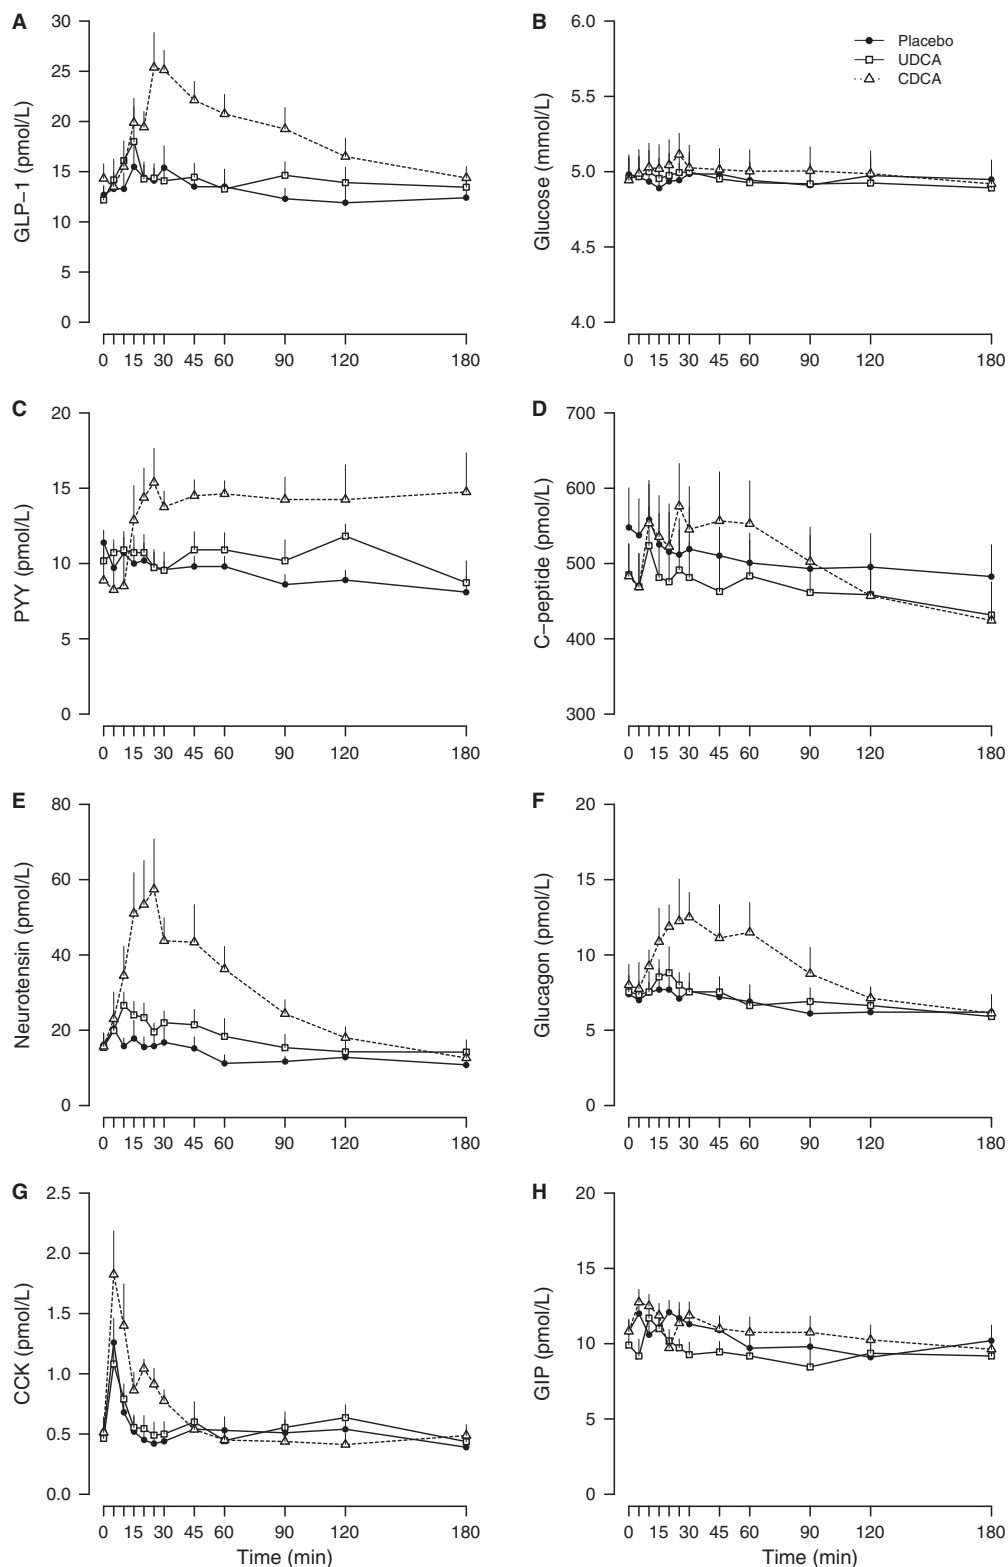 A
GLP–1 (pmol/L)
30
25
20
15
10
5
0
0 15 30 45 60 90 120 180
B
Glucose (mmol/L)
6.0
5.5
5.0
4.5
4.0
Placebo
UDCA
CDCA
0 15 30 45 60 90 120 180
C
PYY (pmol/L)
20
15
10
5
0
0 15 30 45 60 90 120 180
D
C–peptide (pmol/L)
700
600
500
400
300
0 15 30 45 60 90 120 180
E
Neurotensin (pmol/L)
80
60
40
20
0
0 15 30 45 60 90 120 180
F
Glucagon (pmol/L)
20
15
10
5
0
0 15 30 45 60 90 120 180
G
CCK (pmol/L)
2.5
2.0
1.5
1.0
0.5
0.0
0 15 30 45 60 90 120 180
Time (min)
H
GIP (pmol/L)
20
15
10
5
0
0 15 30 45 60 90 120 180
Time (min)